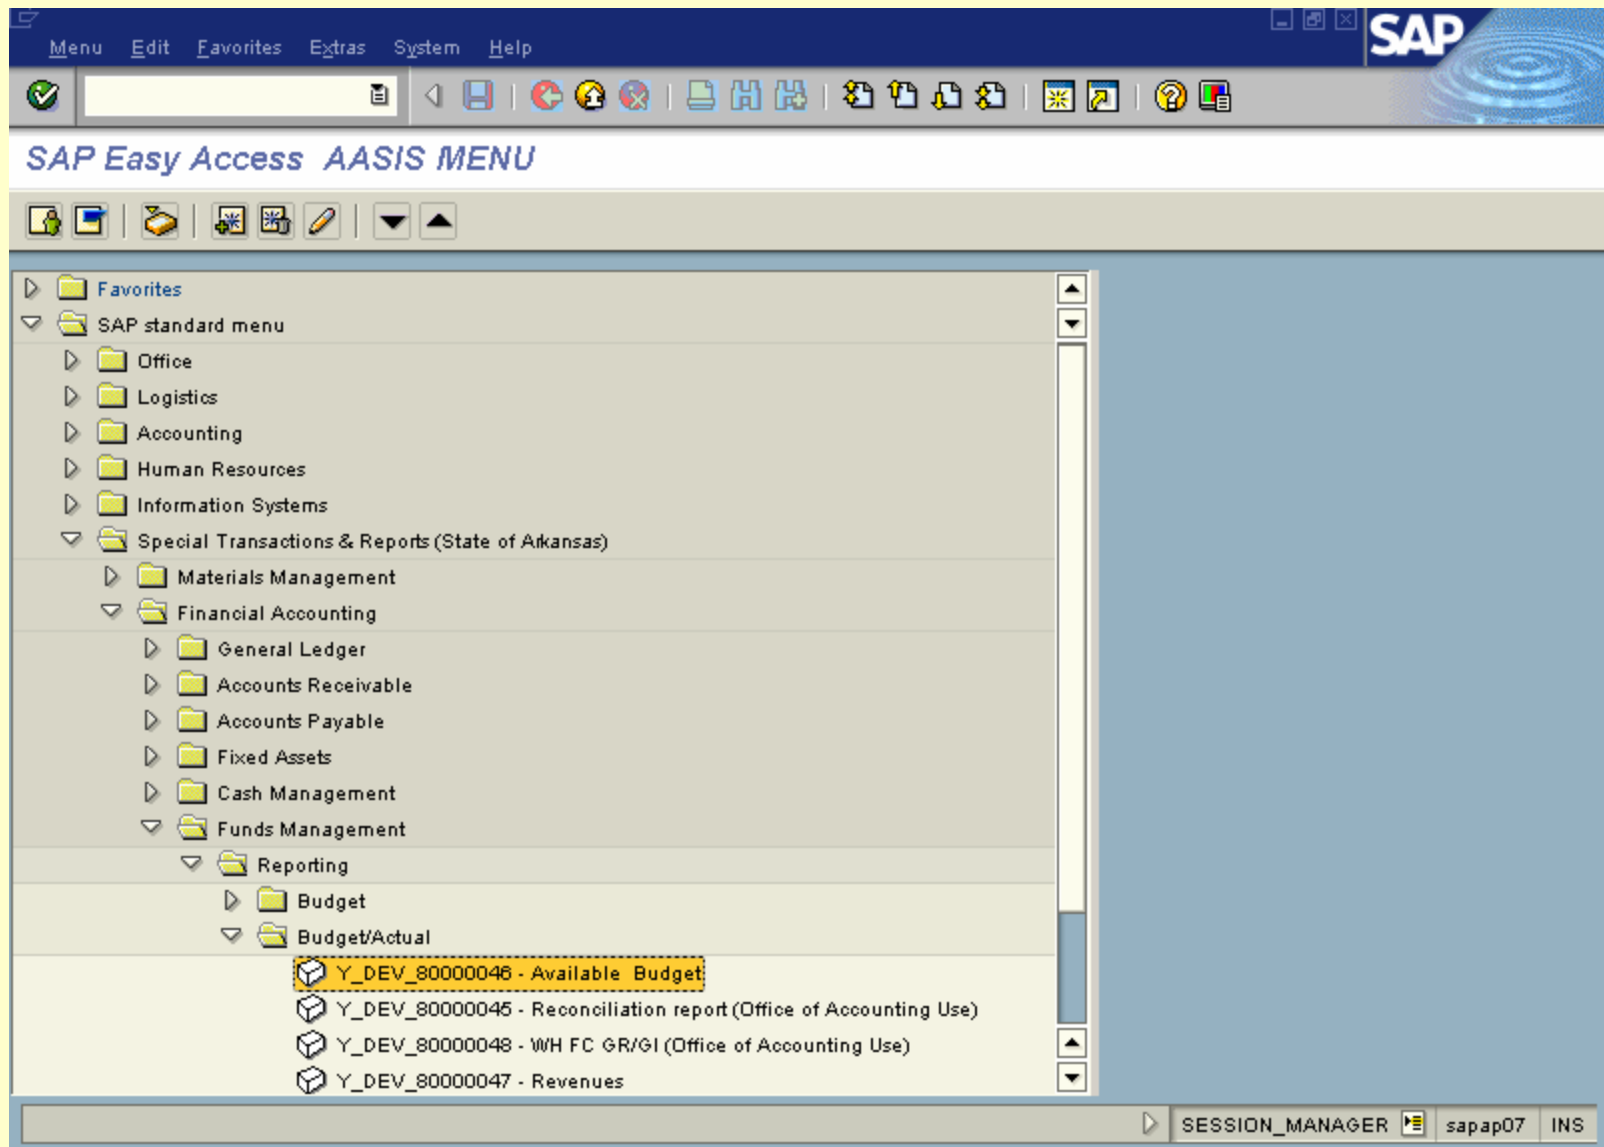 SAP
Menu Edit Favorites Extras System Help
SAP Easy Access AASIS MENU
Favorites
SAP standard menu
Office
Logistics
Accounting
Human Resources
Information Systems
Special Transactions & Reports (State of Arkansas)
Materials Management
Financial Accounting
General Ledger
Accounts Receivable
Accounts Payable
Fixed Assets
Cash Management
Funds Management
Reporting
Budget
Budget/Actual
Y_DEV_80000046 - Available Budget
Y_DEV_80000045 - Reconciliation report (Office of Accounting Use)
Y_DEV_80000048 - WH FC GR/GI (Office of Accounting Use)
Y_DEV_80000047 - Revenues
SESSION_MANAGER sapap07 INS